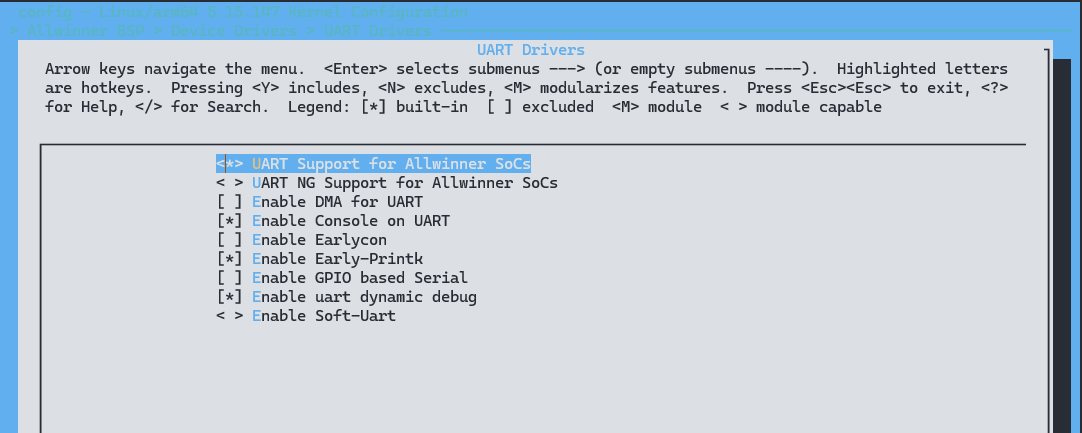 config - Linux/arm64 5.15.147 Kernel Configuration
> Allwinner BSP > Device Drivers > UART Drivers
UART Drivers
Arrow keys navigate the menu.  <Enter> selects submenus ---> (or empty submenus ----).  Highlighted letters
are hotkeys.  Pressing <Y> includes, <N> excludes, <M> modularizes features.  Press <Esc><Esc> to exit, <?>
for Help, </> for Search.  Legend: [*] built-in  [ ] excluded  <M> module  < > module capable
<*> UART Support for Allwinner SoCs
< > UART NG Support for Allwinner SoCs
[ ] Enable DMA for UART
[*] Enable Console on UART
[ ] Enable Earlycon
[*] Enable Early-Printk
[ ] Enable GPIO based Serial
[*] Enable uart dynamic debug
< > Enable Soft-Uart